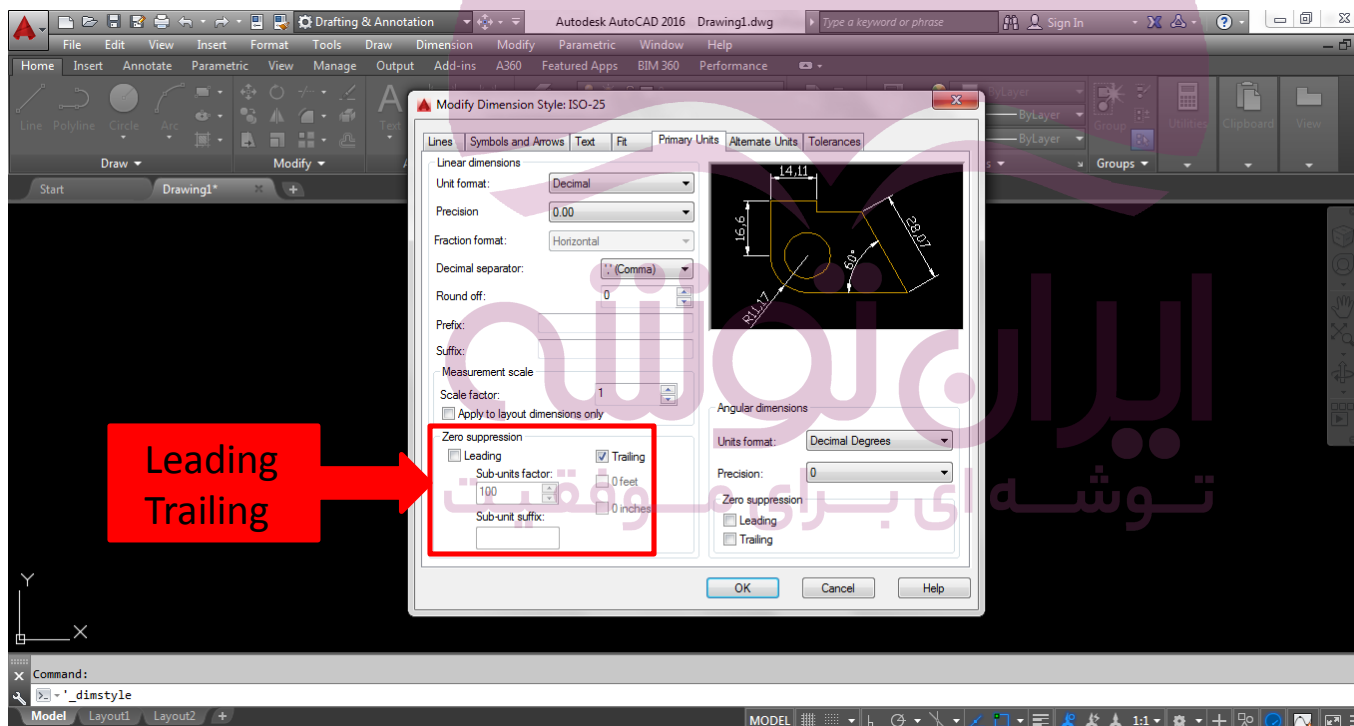 Drafting & Annotation
Autodesk AutoCAD 2016 Drawing1.dwg
Type a keyword or phrase
Sign In
File Edit View Insert Format Tools Draw Dimension Modify Parametric Window Help
Home Insert Annotate Parametric View Manage Output Add-ins A360 Featured Apps BIM 360 Performance
Line Polyline Circle Arc Text ByLayer Group Utilities Clipboard View
ByLayer
ByLayer
Draw Modify Groups
Start Drawing1*
Modify Dimension Style: ISO-25
Lines Symbols and Arrows Text Fit Primary Units Alternate Units Tolerances
Linear dimensions
Unit format: Decimal
Precision 0.00
Fraction format: Horizontal
Decimal separator: ',' (Comma)
Round off: 0
Prefix:
Suffix:
Measurement scale
Scale factor: 1
Apply to layout dimensions only
Zero suppression
Leading Trailing
Sub-units factor: 0 feet
100
0 inches
Sub-unit suffix:
14,11
16,6
28,07
60°
R11,17
Angular dimensions
Units format: Decimal Degrees
Precision: 0
Zero suppression
Leading
Trailing
OK Cancel Help
Leading
Trailing
ایران توشه
توشه ای برای موفقیت
Y
X
Command:
'_dimstyle
Model Layout1 Layout2 +
MODEL 1:1